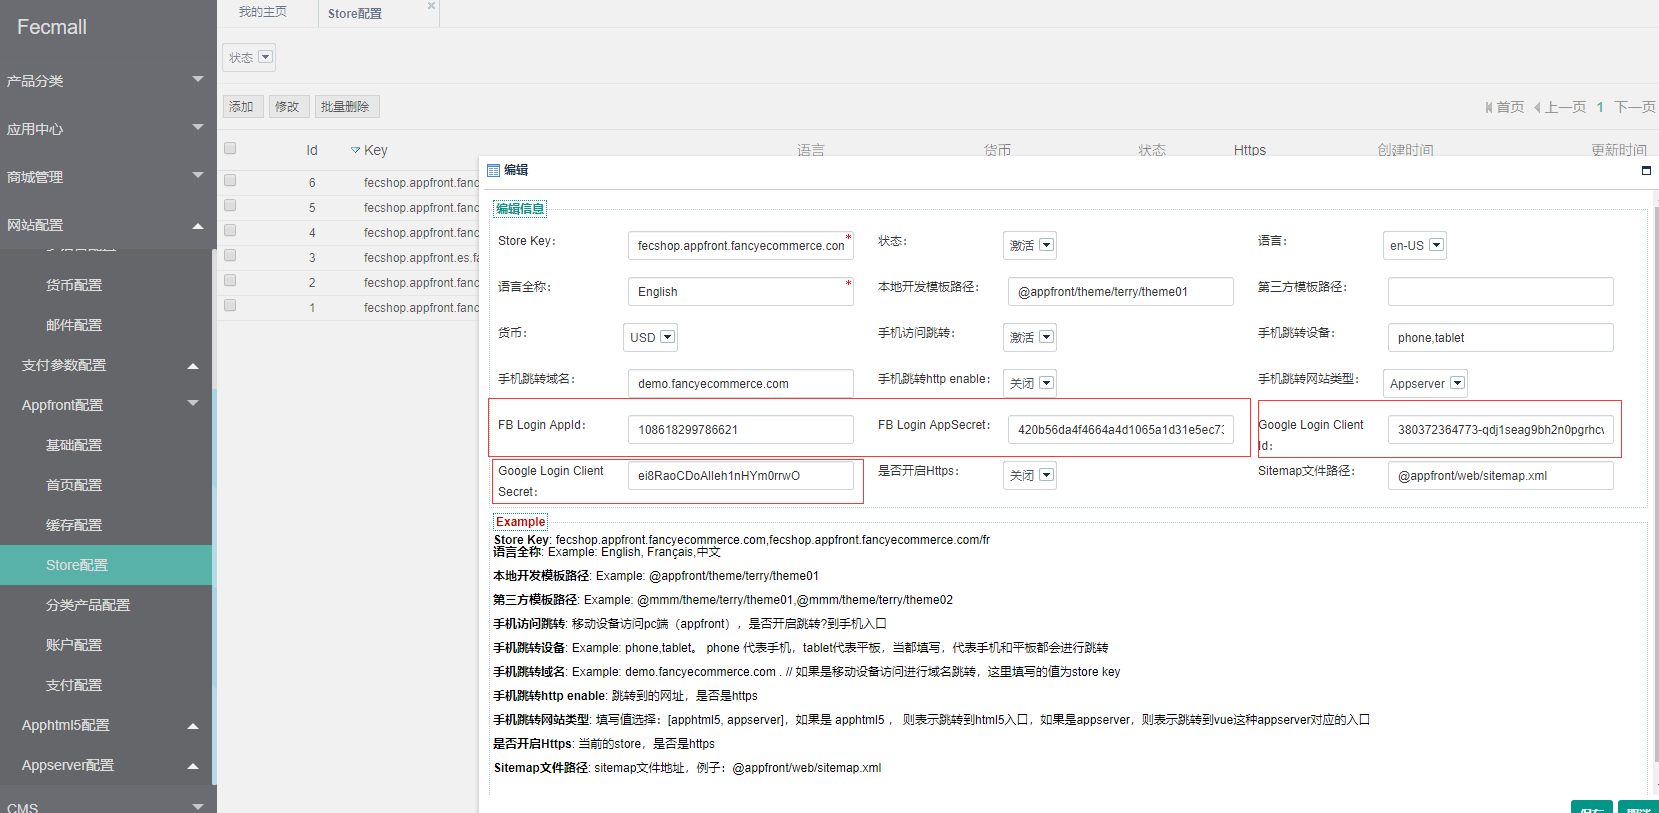 Fecmall
产品分类
应用中心
商城管理
网站配置
货币配置
邮件配置
支付参数配置
Appfront配置
基础配置
首页配置
缓存配置
Store配置
分类产品配置
账户配置
支付配置
Apphtml5配置
Appserver配置
CMS
我的主页 Store配置
状态
添加 修改 批量删除 首页 上一页 1 下一页
Id Key 语言 货币 状态 Https 创建时间 更新时间
6 fecshop.appfront.fanc
5 fecshop.appfront.fanc
4 fecshop.appfront.fanc
3 fecshop.appfront.es.fa
2 fecshop.appfront.fanc
1 fecshop.appfront.fanc
编辑
编辑信息
Store Key: fecshop.appfront.fancyecommerce.com * 状态: 激活 语言: en-US
语言全称: English * 本地开发模板路径: @appfront/theme/terry/theme01 第三方模板路径:
货币: USD 手机访问跳转: 激活 手机跳转设备: phone,tablet
手机跳转域名: demo.fancyecommerce.com 手机跳转http enable: 关闭 手机跳转网站类型: Appserver
FB Login AppId: 108618299786621 FB Login AppSecret: 420b56da4f4664a4d1065a1d31e5ec73 Google Login Client Id: 380372364773-qdj1seag9bh2n0pgrhcv
Google Login Client Secret: ei8RaoCDoAlleh1nHYm0rrwO 是否开启Https: 关闭 Sitemap文件路径: @appfront/web/sitemap.xml
Example
Store Key: fecshop.appfront.fancyecommerce.com,fecshop.appfront.fancyecommerce.com/fr
语言全称: Example: English, Français,中文
本地开发模板路径: Example: @appfront/theme/terry/theme01
第三方模板路径: Example: @mmm/theme/terry/theme01,@mmm/theme/terry/theme02
手机访问跳转: 移动设备访问pc端（appfront），是否开启跳转?到手机入口
手机跳转设备: Example: phone,tablet。 phone 代表手机，tablet代表平板，当都填写，代表手机和平板都会进行跳转
手机跳转域名: Example: demo.fancyecommerce.com . // 如果是移动设备访问进行域名跳转，这里填写的值为store key
手机跳转http enable: 跳转到的网址，是否是https
手机跳转网站类型: 填写值选择：[apphtml5, appserver]，如果是 apphtml5 ， 则表示跳转到html5入口，如果是appserver，则表示跳转到vue这种appserver对应的入口
是否开启Https: 当前的store，是否是https
Sitemap文件路径: sitemap文件地址，例子：@appfront/web/sitemap.xml